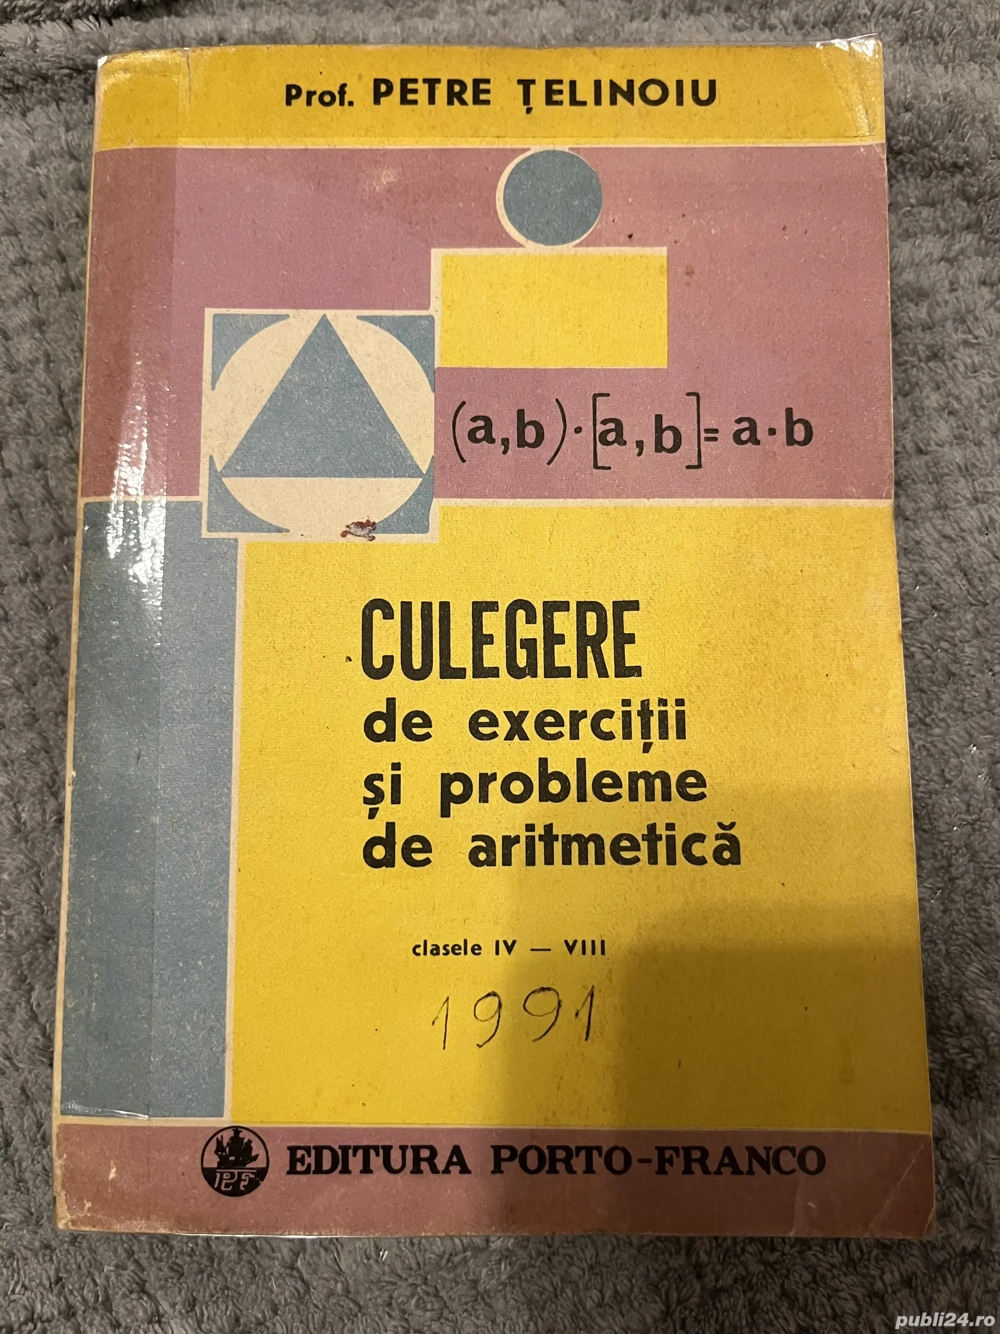 Prof. PETRE ȚELINOIU
(a,b)·[a,b]=a·b
CULEGERE
de exerciții
și probleme
de aritmetică
clasele IV — VIII
1991
PF
EDITURA PORTO-FRANCO
publi24.ro